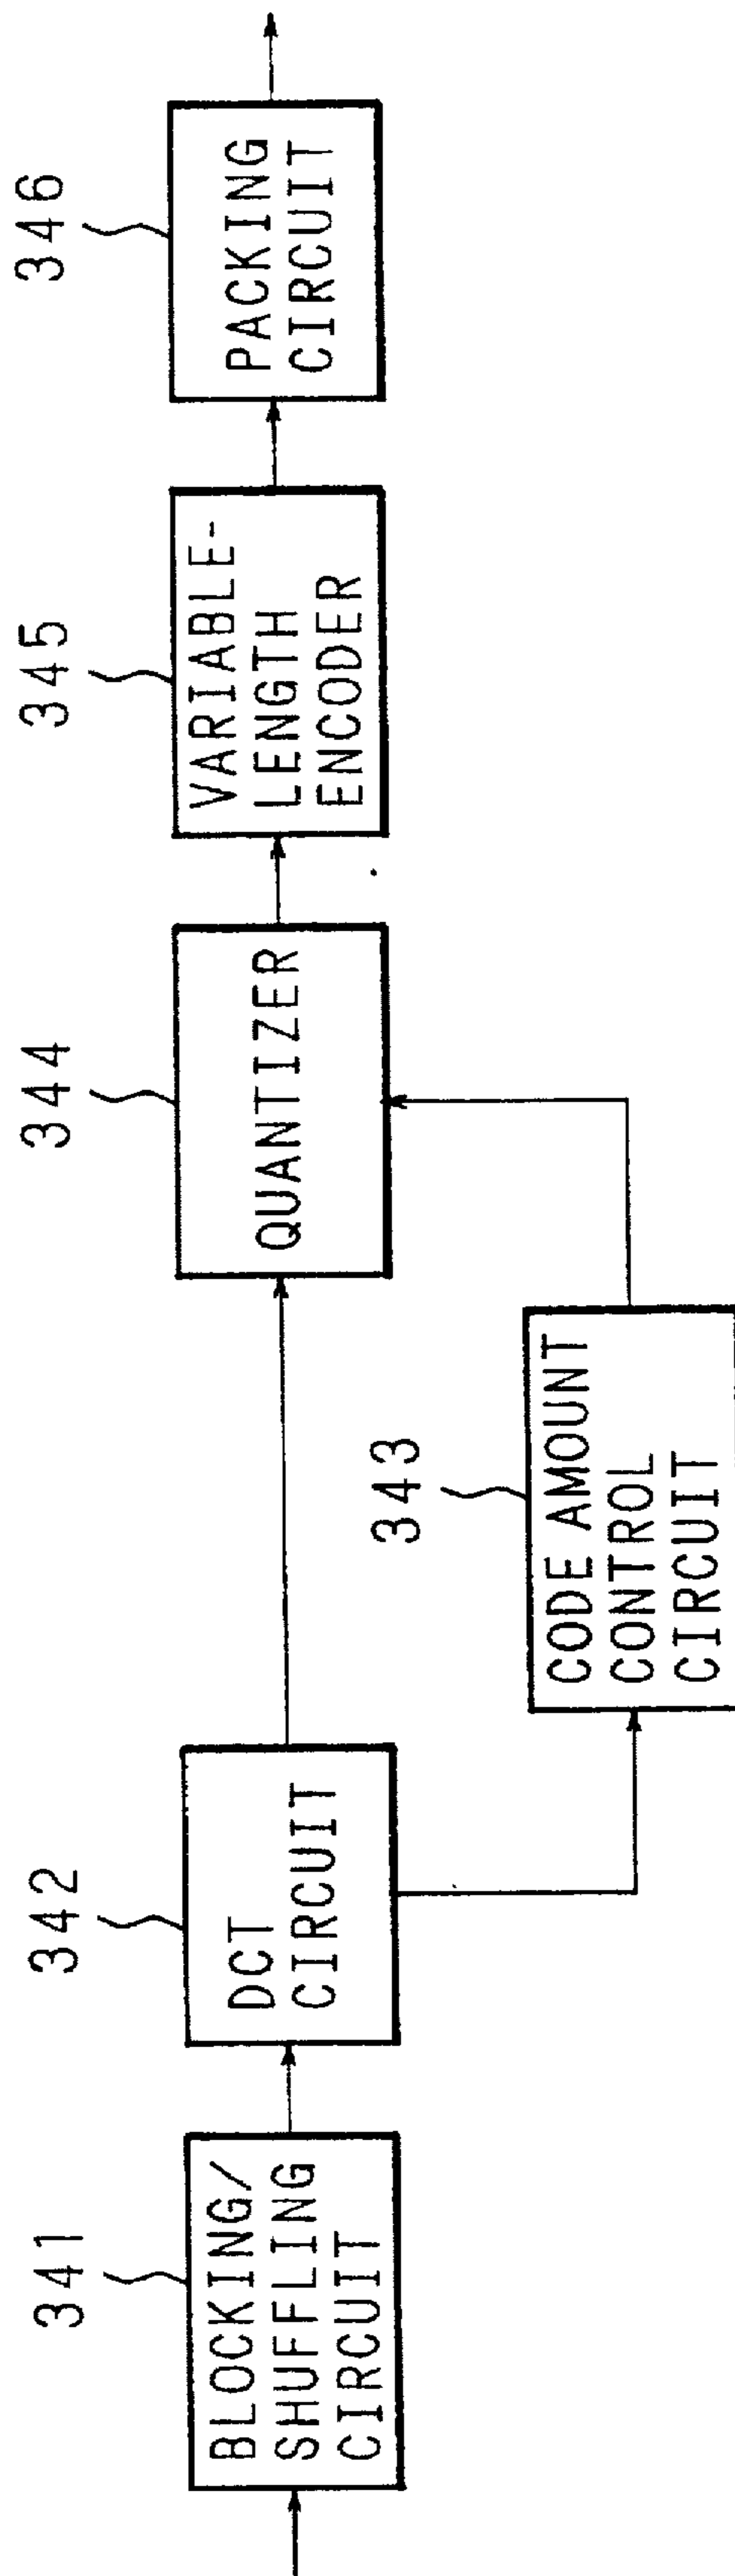 341
BLOCKING/
SHUFFLING
CIRCUIT
342
DCT
CIRCUIT
343
CODE AMOUNT
CONTROL
CIRCUIT
344
QUANTIZER
345
VARIABLE-
LENGTH
ENCODER
346
PACKING
CIRCUIT